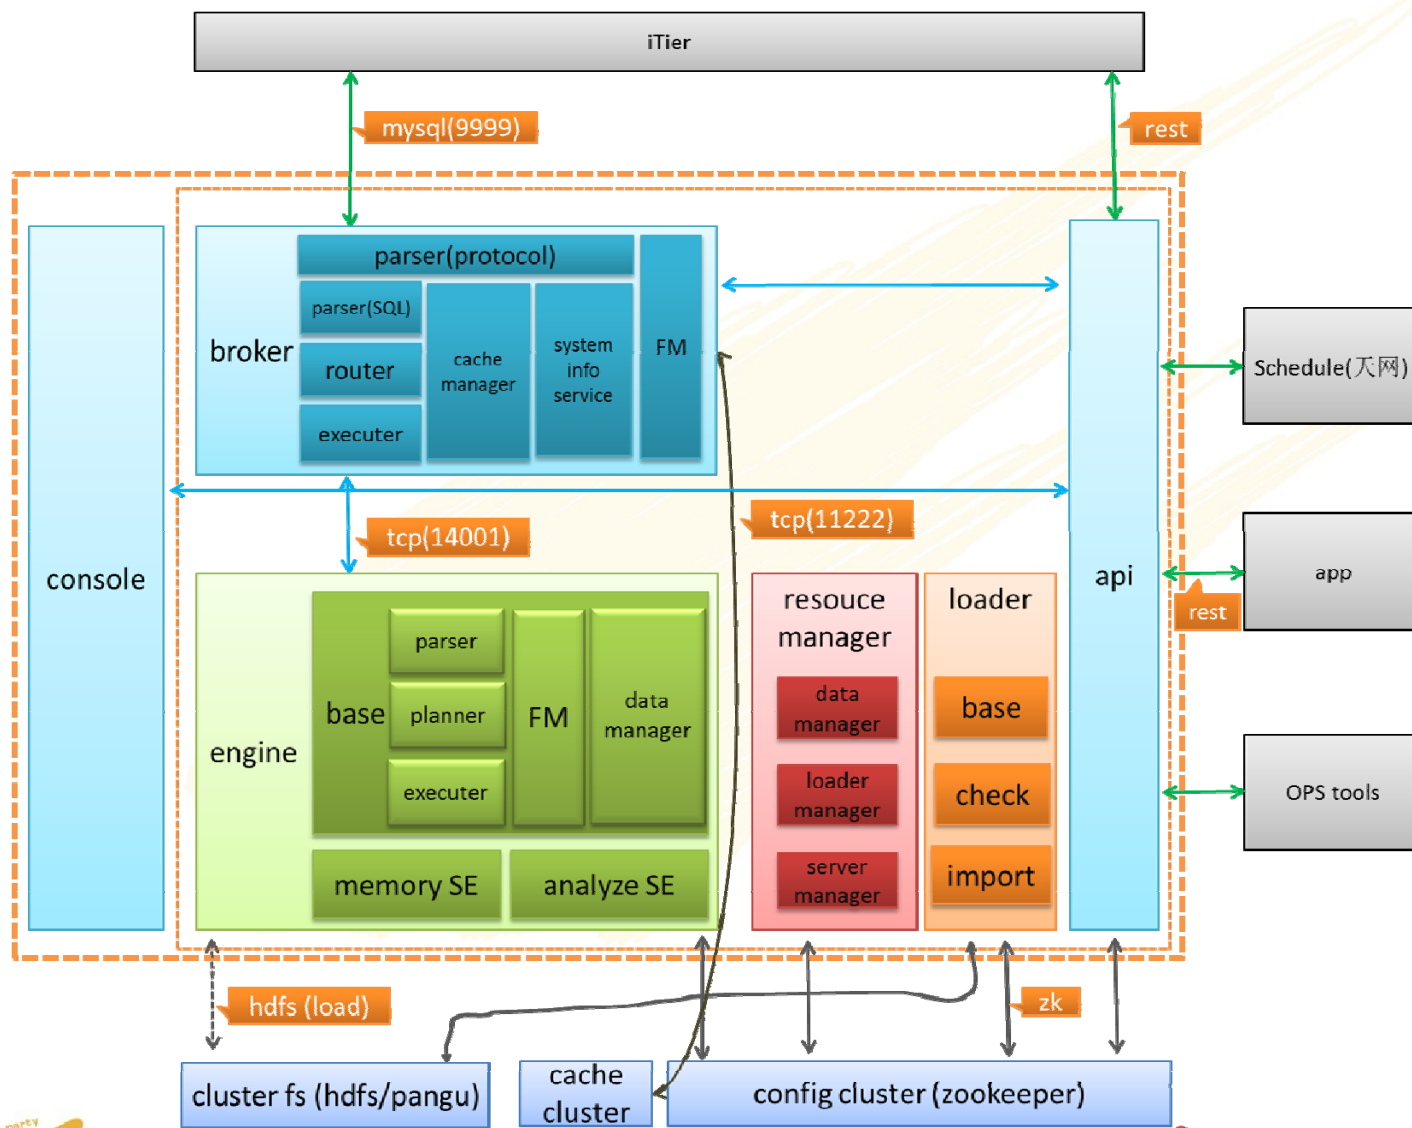 iTier
mysql(9999)
rest
parser(protocol)
parser(SQL)
broker
router
executer
cache
manager
system
info
service
FM
Schedule(天网)
tcp(14001)
tcp(11222)
console
api
app
rest
engine
base
parser
planner
executer
FM
data
manager
memory SE
analyze SE
resouce
manager
data
manager
loader
manager
server
manager
loader
base
check
import
OPS tools
hdfs (load)
zk
cluster fs (hdfs/pangu)
cache
cluster
config cluster (zookeeper)
party